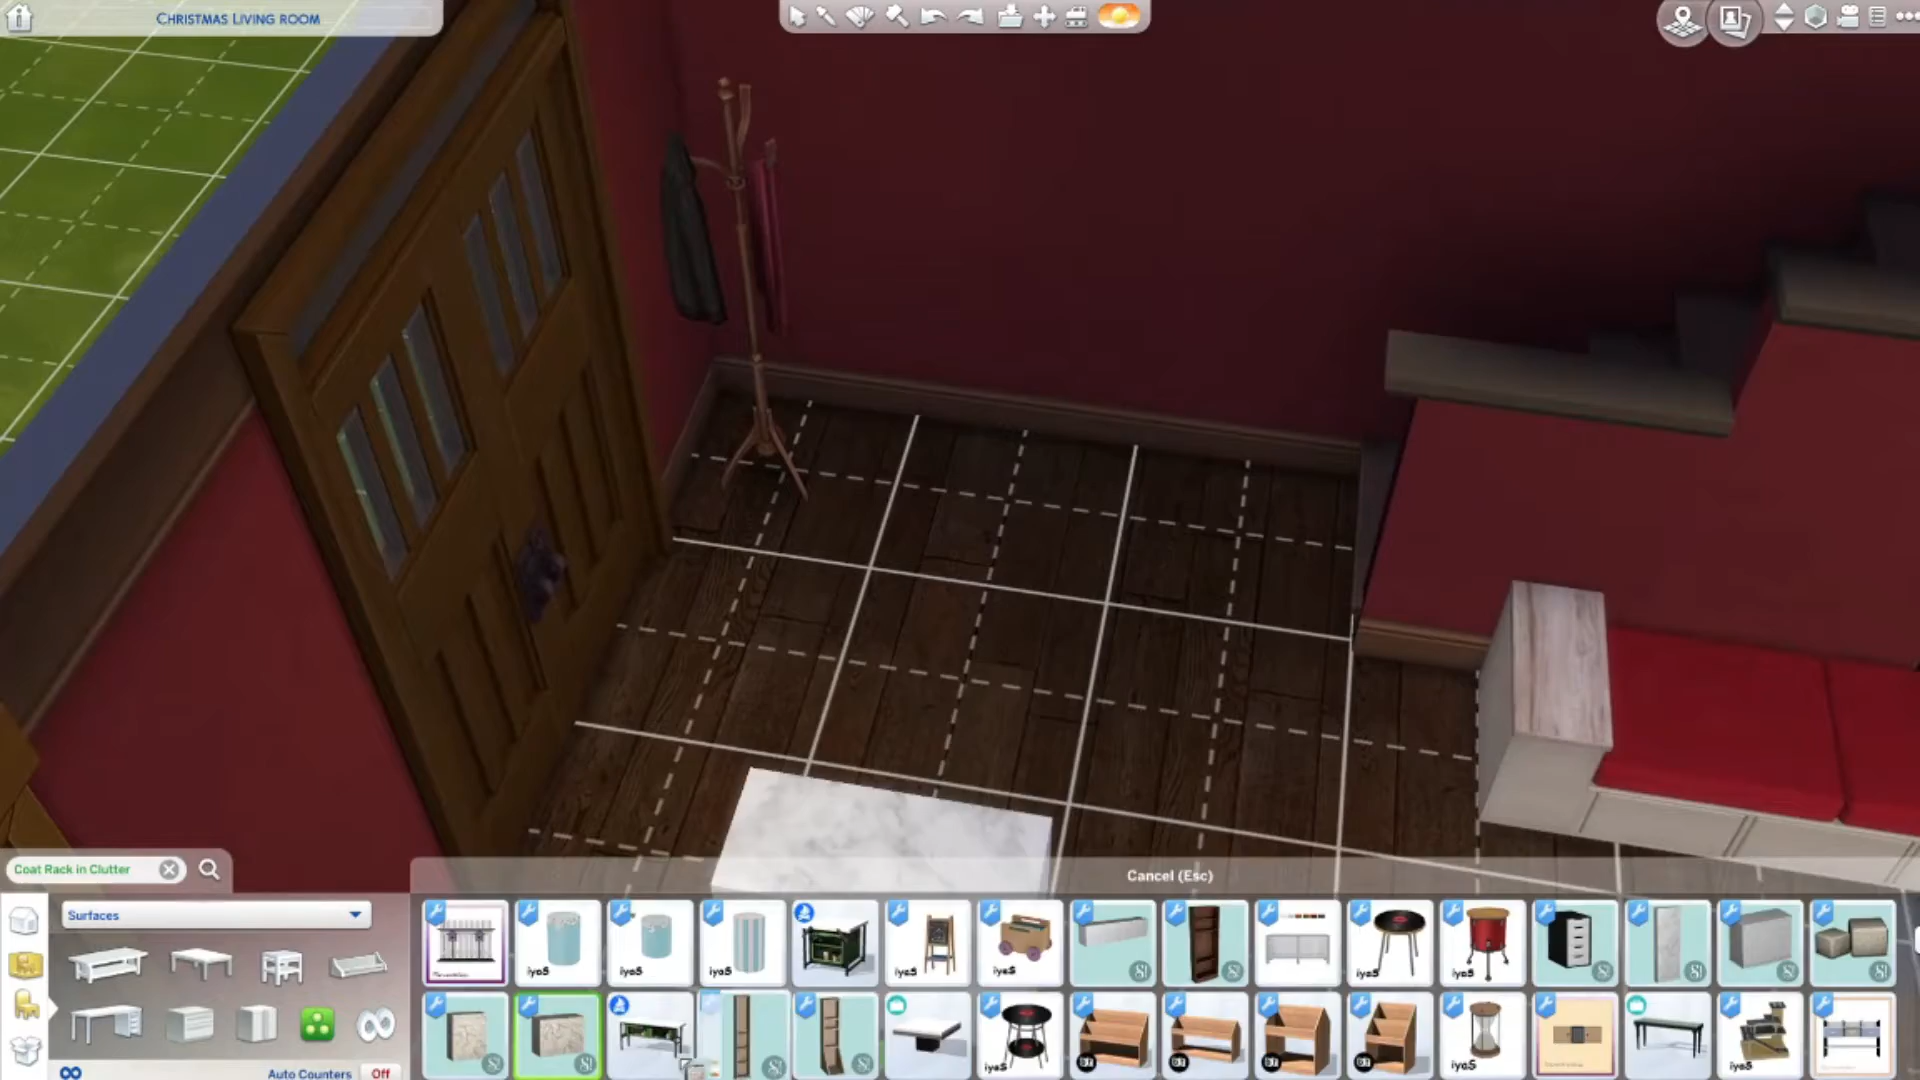 CHRISTMAS LIVING ROOM
Coat Rack in Clutter
Cancel (Esc)
Surfaces
iyaS
iyaS
iyaS
iyaS
iyaS
iyaS
iyaS
iyaS
iyaS
iyaS
Auto Counters Off